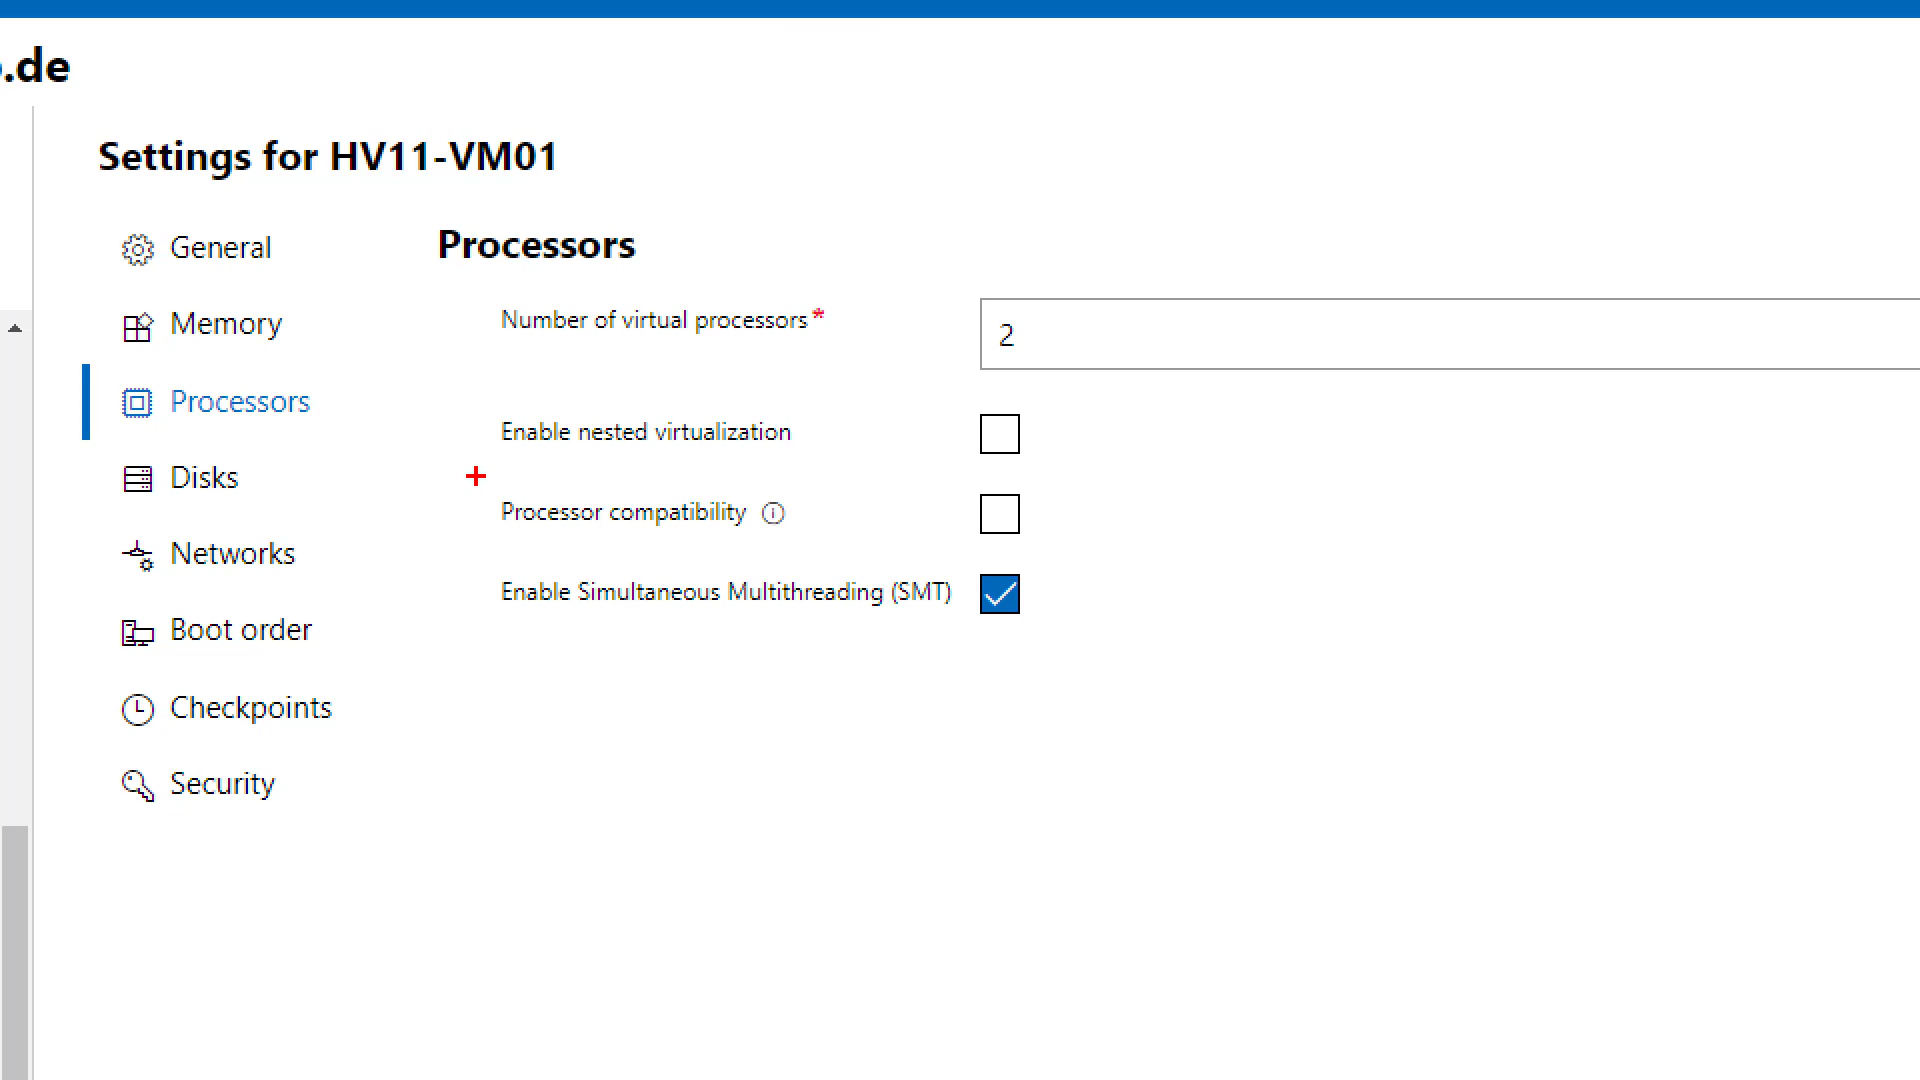 .de
Settings for HV11-VM01
General
Memory
Processors
Disks
Networks
Boot order
Checkpoints
Security
Processors
Number of virtual processors*
2
Enable nested virtualization
Processor compatibility
Enable Simultaneous Multithreading (SMT)